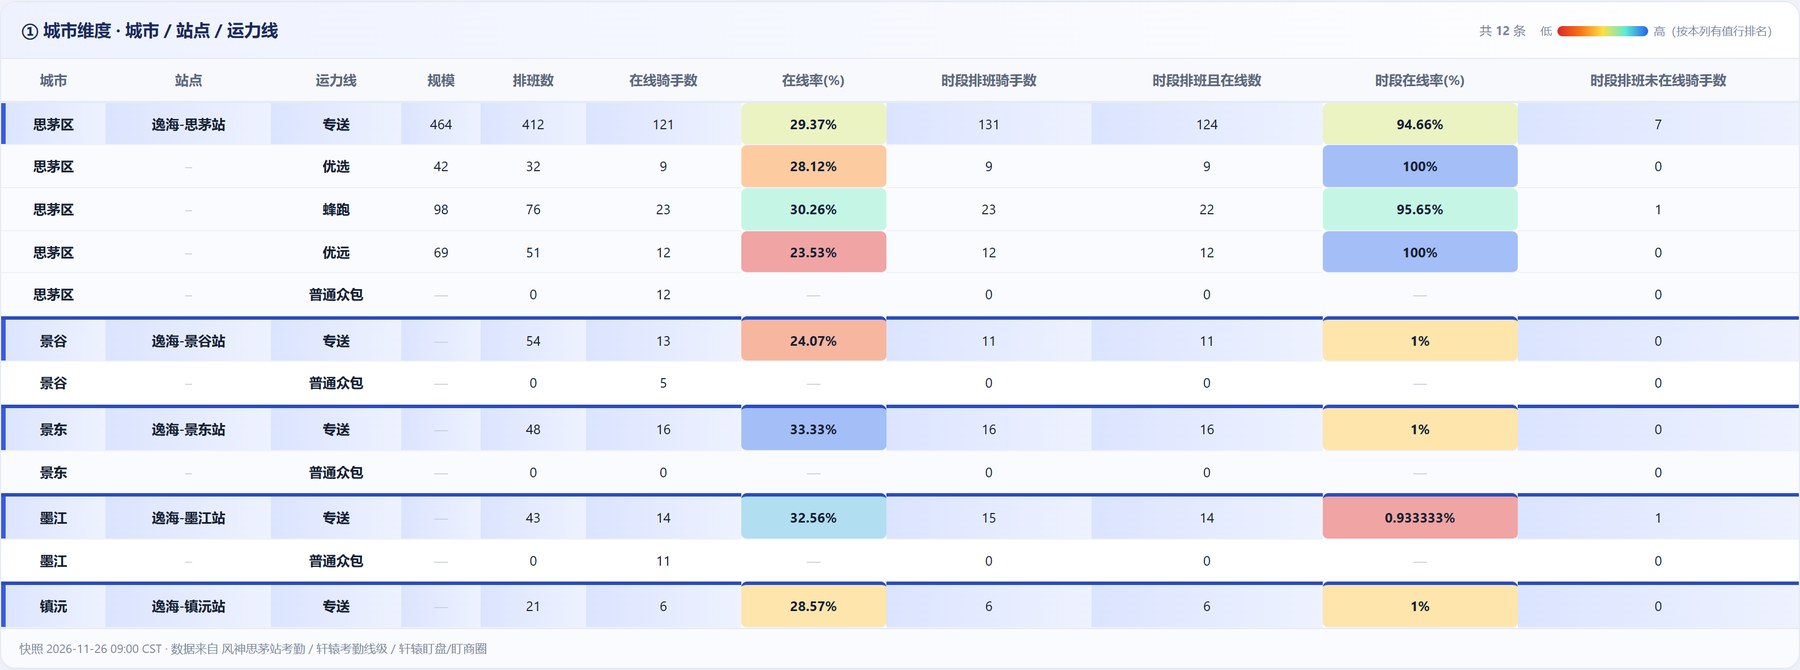 ① 城市维度 · 城市 / 站点 / 运力线
共 12 条 低 高 (按本列有值行排名)
城市 站点 运力线 规模 排班数 在线骑手数 在线率(%) 时段排班骑手数 时段排班且在线数 时段在线率(%) 时段排班未在线骑手数
思茅区 逸海-思茅站 专送 464 412 121 29.37% 131 124 94.66% 7
思茅区 – 优选 42 32 9 28.12% 9 9 100% 0
思茅区 – 蜂跑 98 76 23 30.26% 23 22 95.65% 1
思茅区 – 优远 69 51 12 23.53% 12 12 100% 0
思茅区 – 普通众包 — 0 12 — 0 0 — 0
景谷 逸海-景谷站 专送 — 54 13 24.07% 11 11 1% 0
景谷 – 普通众包 — 0 5 — 0 0 — 0
景东 逸海-景东站 专送 — 48 16 33.33% 16 16 1% 0
景东 – 普通众包 — 0 0 — 0 0 — 0
墨江 逸海-墨江站 专送 — 43 14 32.56% 15 14 0.933333% 1
墨江 – 普通众包 — 0 11 — 0 0 — 0
镇沅 逸海-镇沅站 专送 — 21 6 28.57% 6 6 1% 0
快照 2026-11-26 09:00 CST · 数据来自 风神思茅站考勤 / 轩辕考勤线级 / 轩辕盯盘/盯商圈